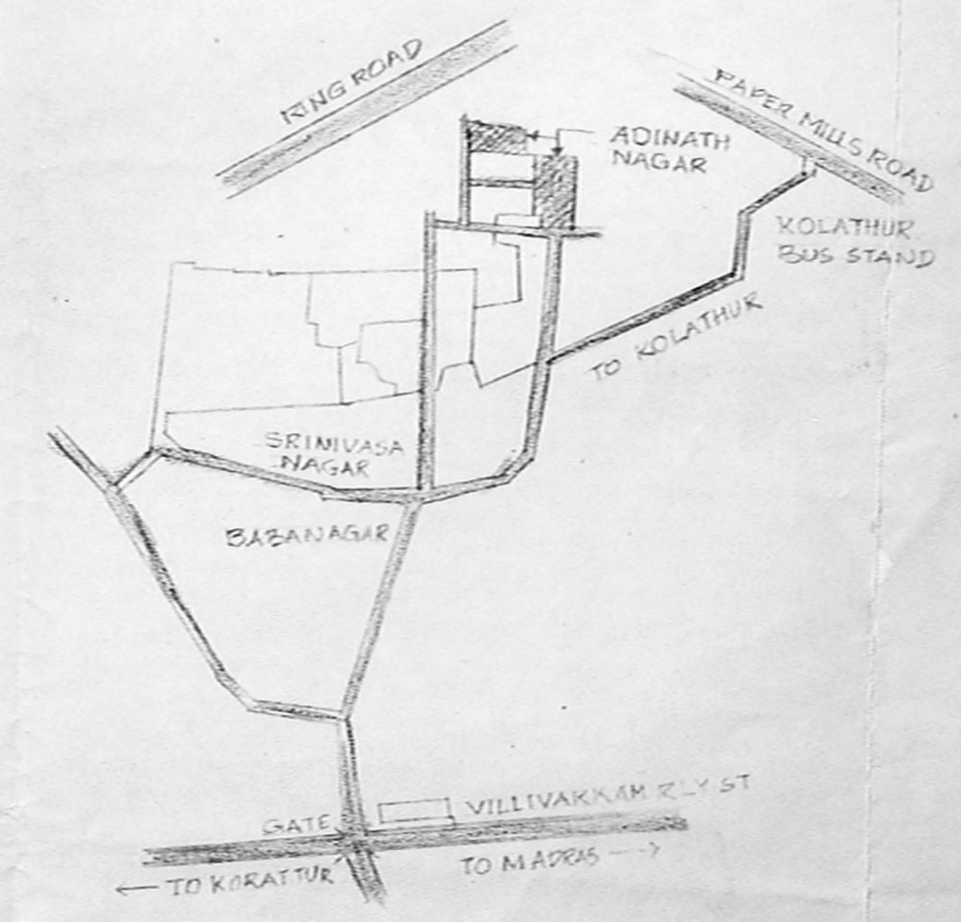 RING ROAD
PAPER MILLS ROAD
ADINATH
NAGAR
KOLATHUR
BUS STAND
TO KOLATHUR
SRINIVASA
NAGAR
BABANAGAR
VILLIVAKKAM RLY ST
GATE
TO MADRAS →
← TO KORATTUR